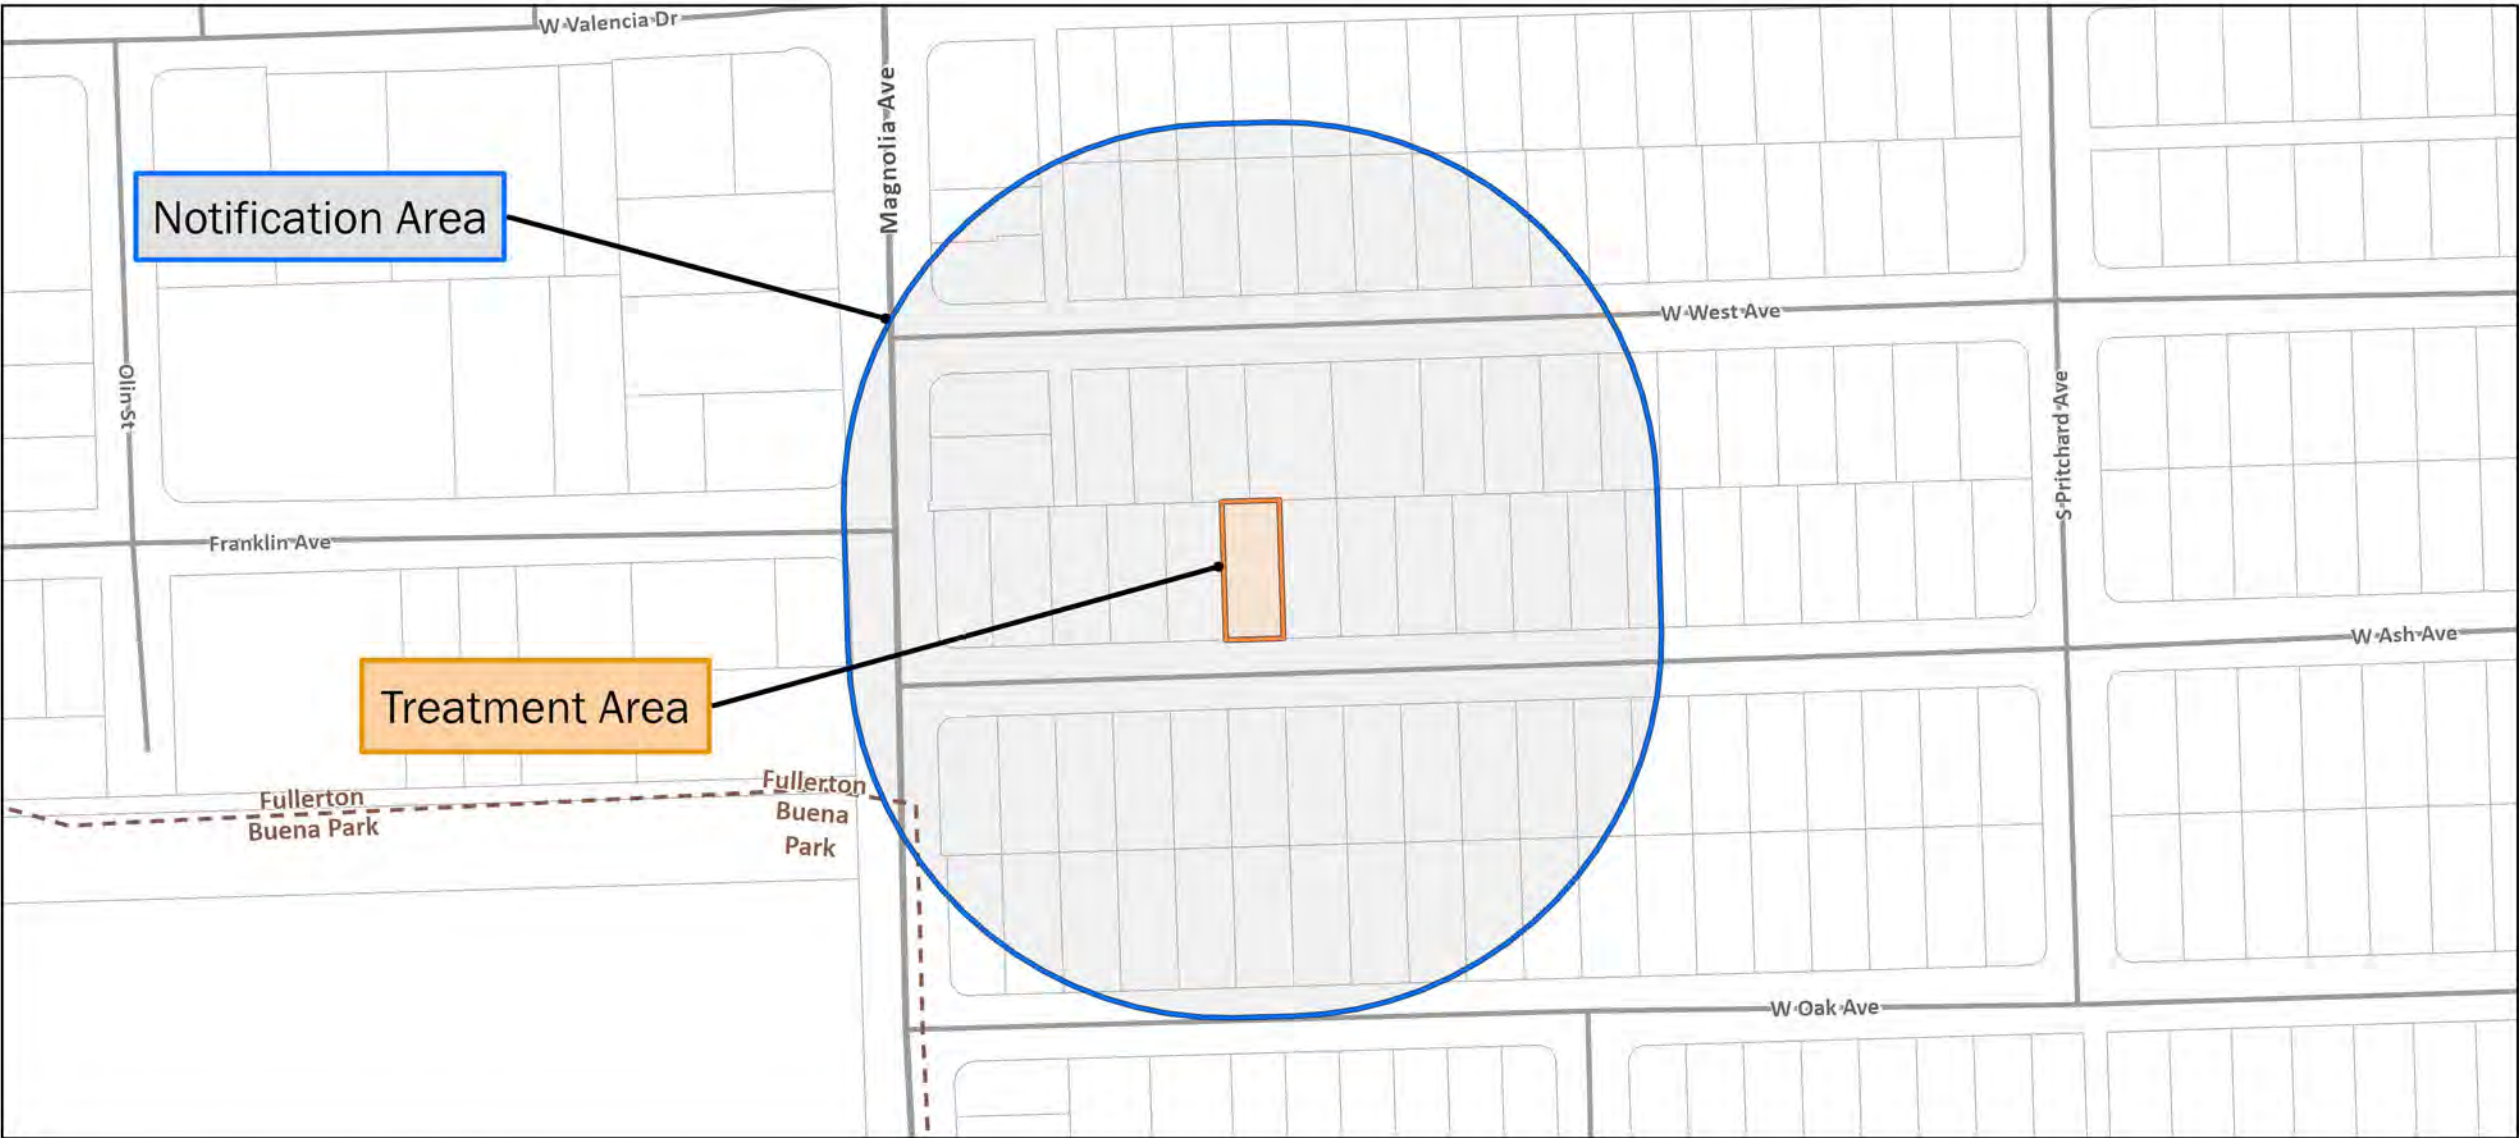 W Valencia Dr
Magnolia Ave
Notification Area
W West Ave
Olin St
S Pritchard Ave
Franklin Ave
W Ash Ave
Treatment Area
Fullerton
Buena Park
Fullerton
Buena
Park
W Oak Ave